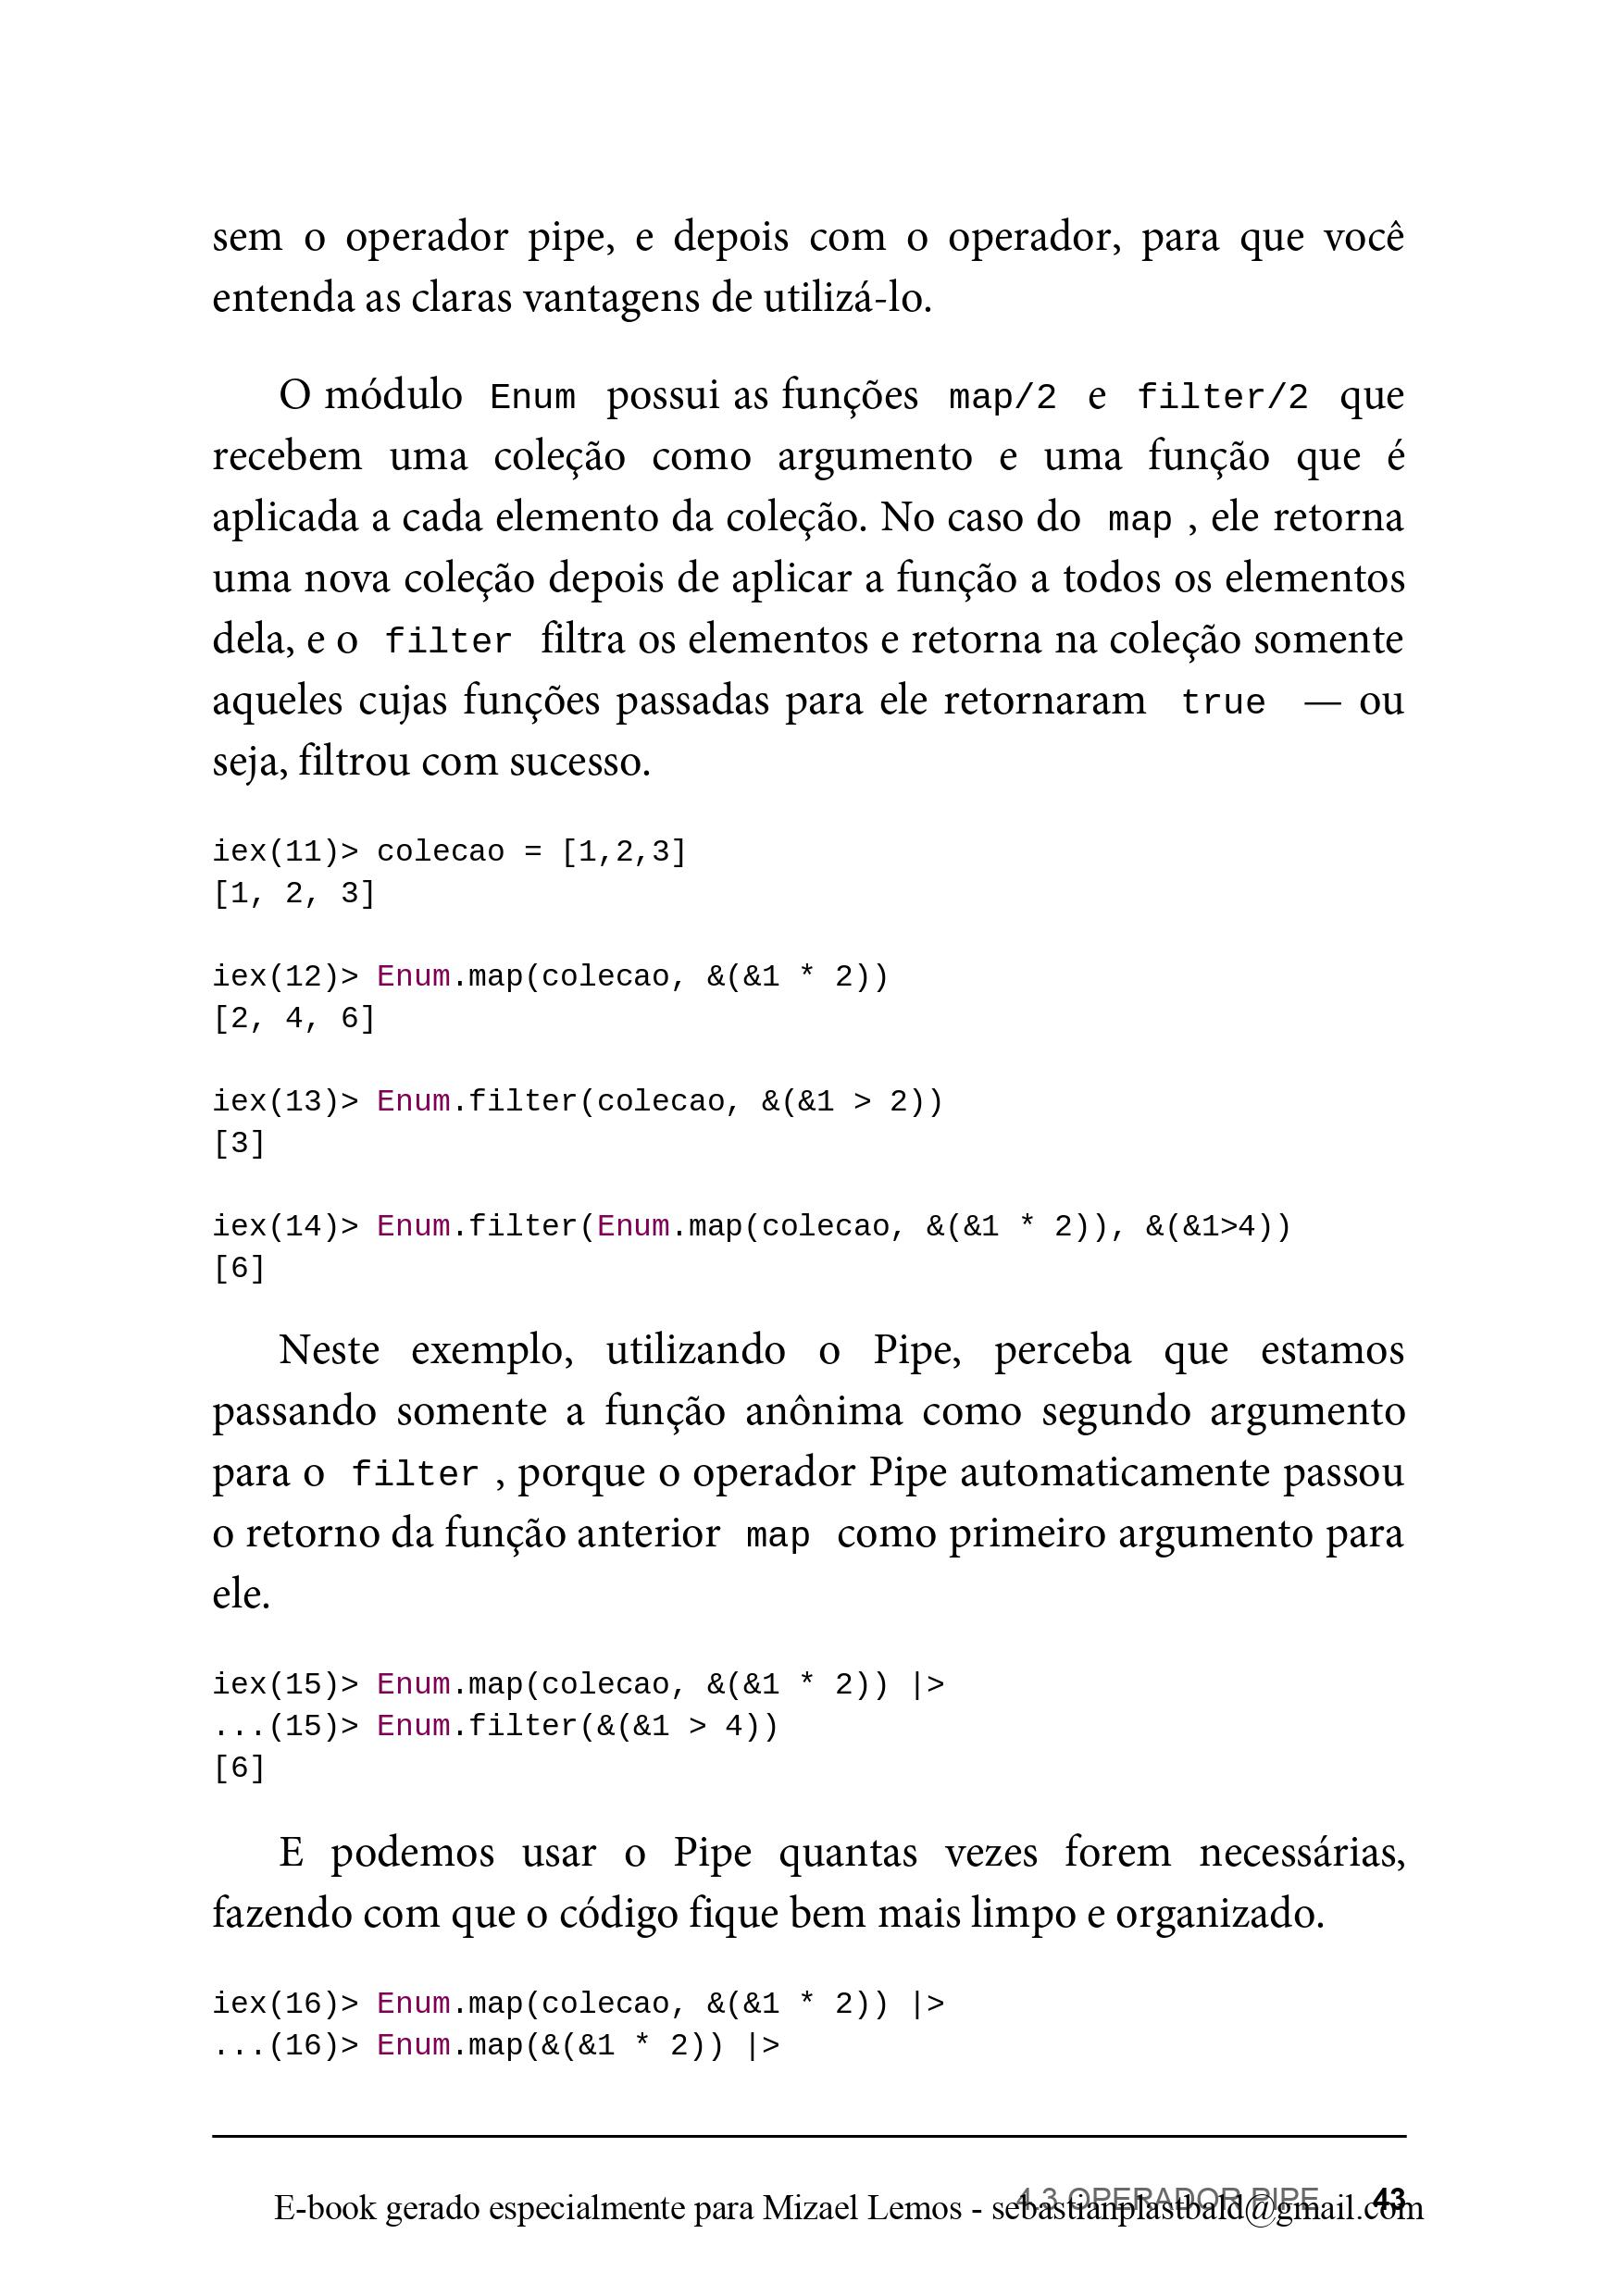 sem o operador pipe, e depois com o operador, para que você
entenda as claras vantagens de utilizá-lo.
O módulo Enum possui as funções map/2 e filter/2 que
recebem uma coleção como argumento e uma função que é
aplicada a cada elemento da coleção. No caso do map , ele retorna
uma nova coleção depois de aplicar a função a todos os elementos
dela, e o filter filtra os elementos e retorna na coleção somente
aqueles cujas funções passadas para ele retornaram true — ou
seja, filtrou com sucesso.
iex(11)> colecao = [1,2,3]
[1, 2, 3]
iex(12)> Enum.map(colecao, &(&1 * 2))
[2, 4, 6]
iex(13)> Enum.filter(colecao, &(&1 > 2))
[3]
iex(14)> Enum.filter(Enum.map(colecao, &(&1 * 2)), &(&1>4))
[6]
Neste exemplo, utilizando o Pipe, perceba que estamos
passando somente a função anônima como segundo argumento
para o filter , porque o operador Pipe automaticamente passou
o retorno da função anterior map como primeiro argumento para
ele.
iex(15)> Enum.map(colecao, &(&1 * 2)) |>
...(15)> Enum.filter(&(&1 > 4))
[6]
E podemos usar o Pipe quantas vezes forem necessárias,
fazendo com que o código fique bem mais limpo e organizado.
iex(16)> Enum.map(colecao, &(&1 * 2)) |>
...(16)> Enum.map(&(&1 * 2)) |>
4.3 OPERADOR PIPE 43
E-book gerado especialmente para Mizael Lemos - sebastianplastbald@gmail.com